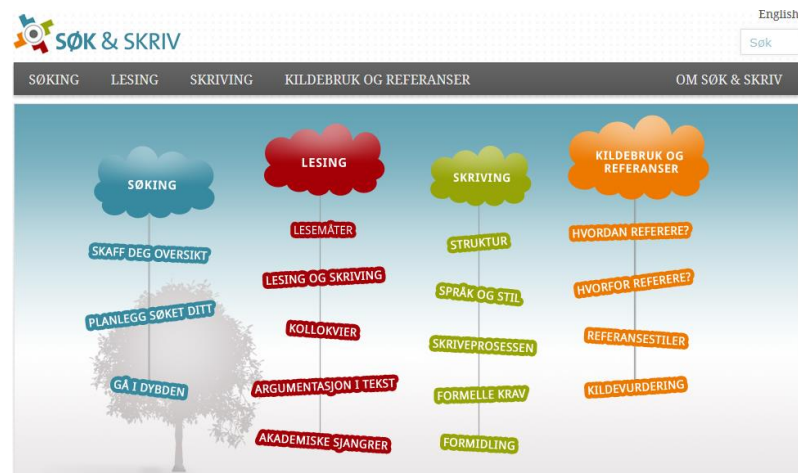 English
SØK & SKRIV
Søk
SØKING LESING SKRIVING KILDEBRUK OG REFERANSER OM SØK & SKRIV
SØKING
SKAFF DEG OVERSIKT
PLANLEGG SØKET DITT
GÅ I DYBDEN
LESING
LESEMÅTER
LESING OG SKRIVING
KOLLOKVIER
ARGUMENTASJON I TEKST
AKADEMISKE SJANGRER
SKRIVING
STRUKTUR
SPRÅK OG STIL
SKRIVEPROSESSEN
FORMELLE KRAV
FORMIDLING
KILDEBRUK OG
REFERANSER
HVORDAN REFERERE?
HVORFOR REFERERE?
REFERANSESTILER
KILDEVURDERING